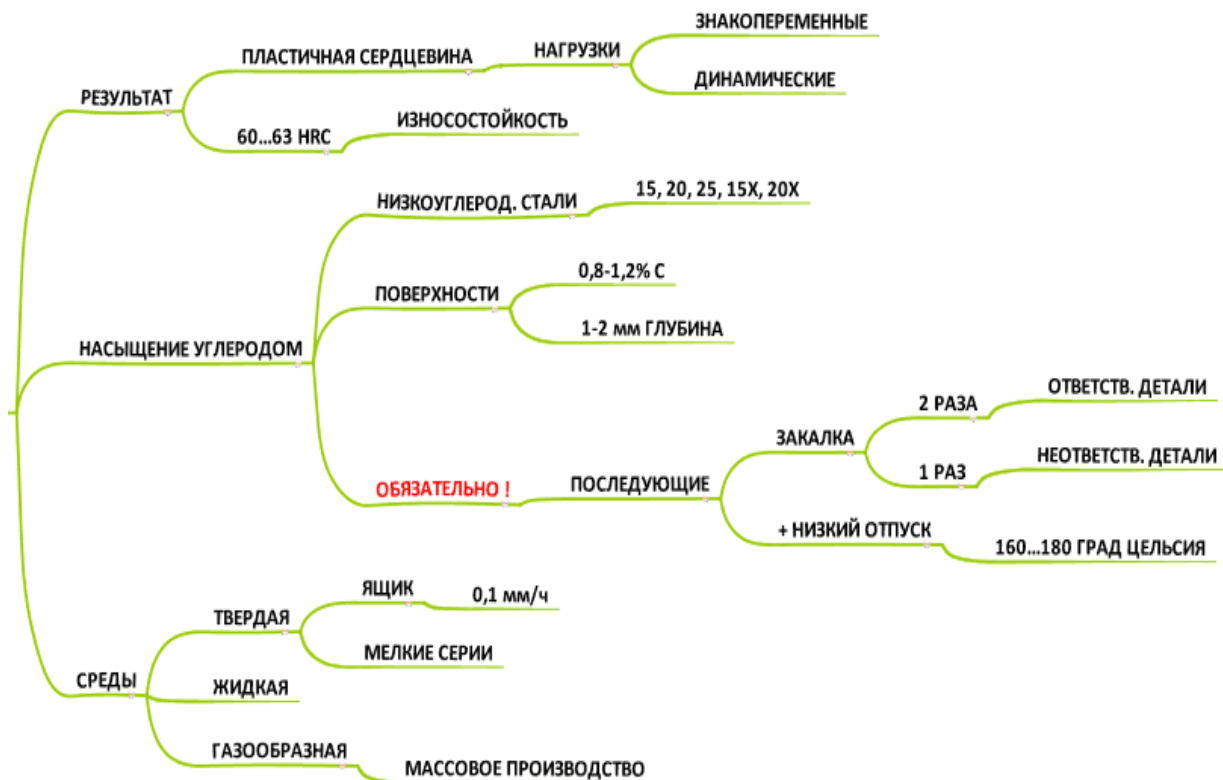 РЕЗУЛЬТАТ
ПЛАСТИЧНАЯ СЕРДЦЕВИНА
НАГРУЗКИ
ЗНАКОПЕРЕМЕННЫЕ
ДИНАМИЧЕСКИЕ
60...63 HRC
ИЗНОСОСТОЙКОСТЬ
НАСЫЩЕНИЕ УГЛЕРОДОМ
НИЗКОУГЛЕРОД. СТАЛИ
15, 20, 25, 15Х, 20Х
ПОВЕРХНОСТИ
0,8-1,2% С
1-2 мм ГЛУБИНА
ОБЯЗАТЕЛЬНО !
ПОСЛЕДУЮЩИЕ
ЗАКАЛКА
2 РАЗА
ОТВЕТСТВ. ДЕТАЛИ
1 РАЗ
НЕОТВЕТСТВ. ДЕТАЛИ
+ НИЗКИЙ ОТПУСК
160...180 ГРАД ЦЕЛЬСИЯ
СРЕДЫ
ТВЕРДАЯ
ЯЩИК
0,1 мм/ч
МЕЛКИЕ СЕРИИ
ЖИДКАЯ
ГАЗООБРАЗНАЯ
МАССОВОЕ ПРОИЗВОДСТВО